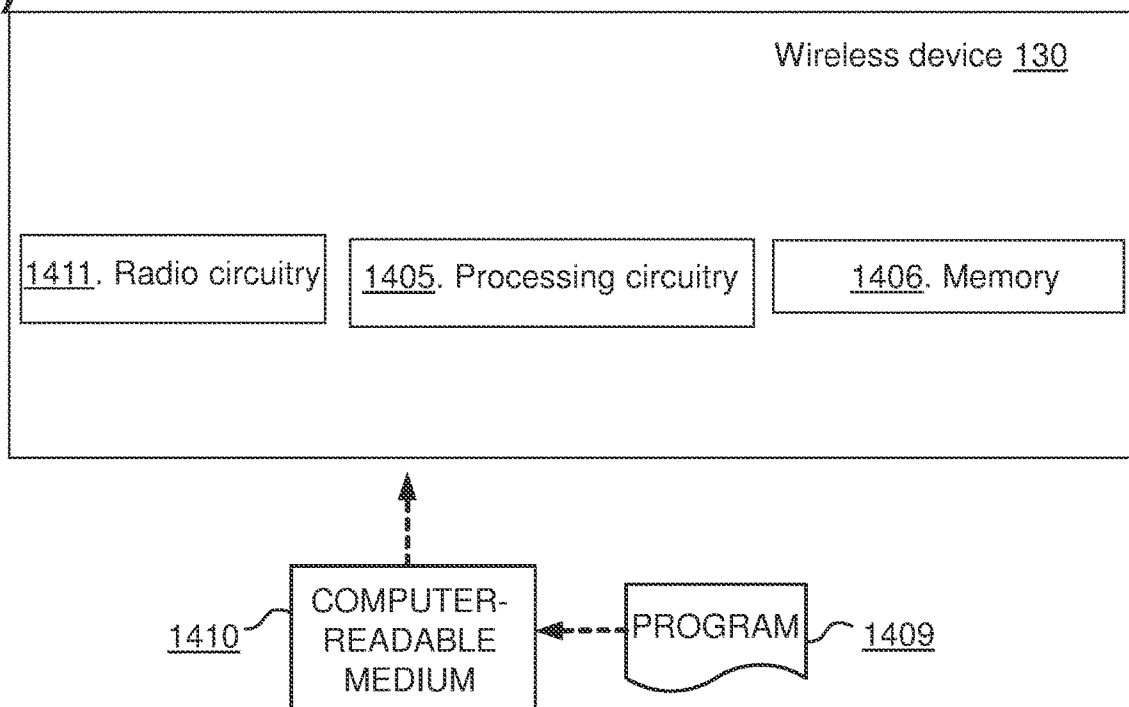 Wireless device 130
1411. Radio circuitry
1405. Processing circuitry
1406. Memory
COMPUTER-
READABLE
MEDIUM
1410
PROGRAM
1409